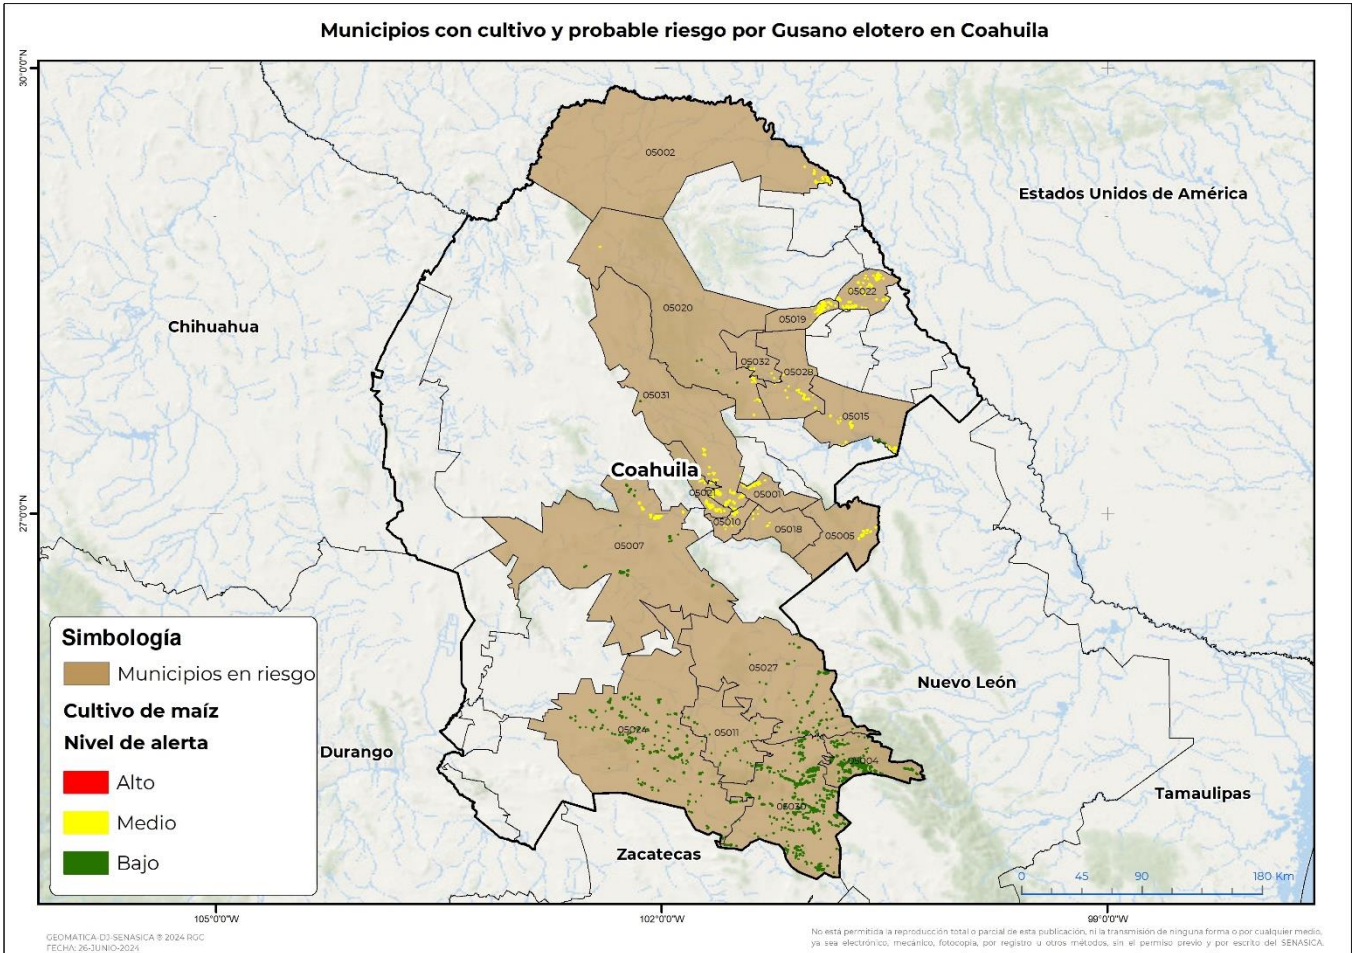 Municipios con cultivo y probable riesgo por Gusano elotero en Coahuila
30°0'0"N
05002
Estados Unidos de América
05022
05020
05019
Chihuahua
05032
05028
05031
05015
Coahuila
0502
05001
27°0'0"N
05010
05018
05005
05007
Simbología
Municipios en riesgo
05027
Nuevo León
Cultivo de maíz
Nivel de alerta
05024
05011
Durango
05004
Alto
Tamaulipas
05030
Medio
Zacatecas
Bajo
0 45 90 180 Km
105°0'0"W
102°0'0"W
99°0'0"W
GEOMATICA-DJ-SENASICA ® 2024 RGC
FECHA: 26-JUNIO-2024
No está permitida la reproducción total o parcial de esta publicación, ni la transmisión de ninguna forma o por cualquier medio,
ya sea electrónico, mecánico, fotocopia, por registro u otros métodos, sin el permiso previo y por escrito del SENASICA.